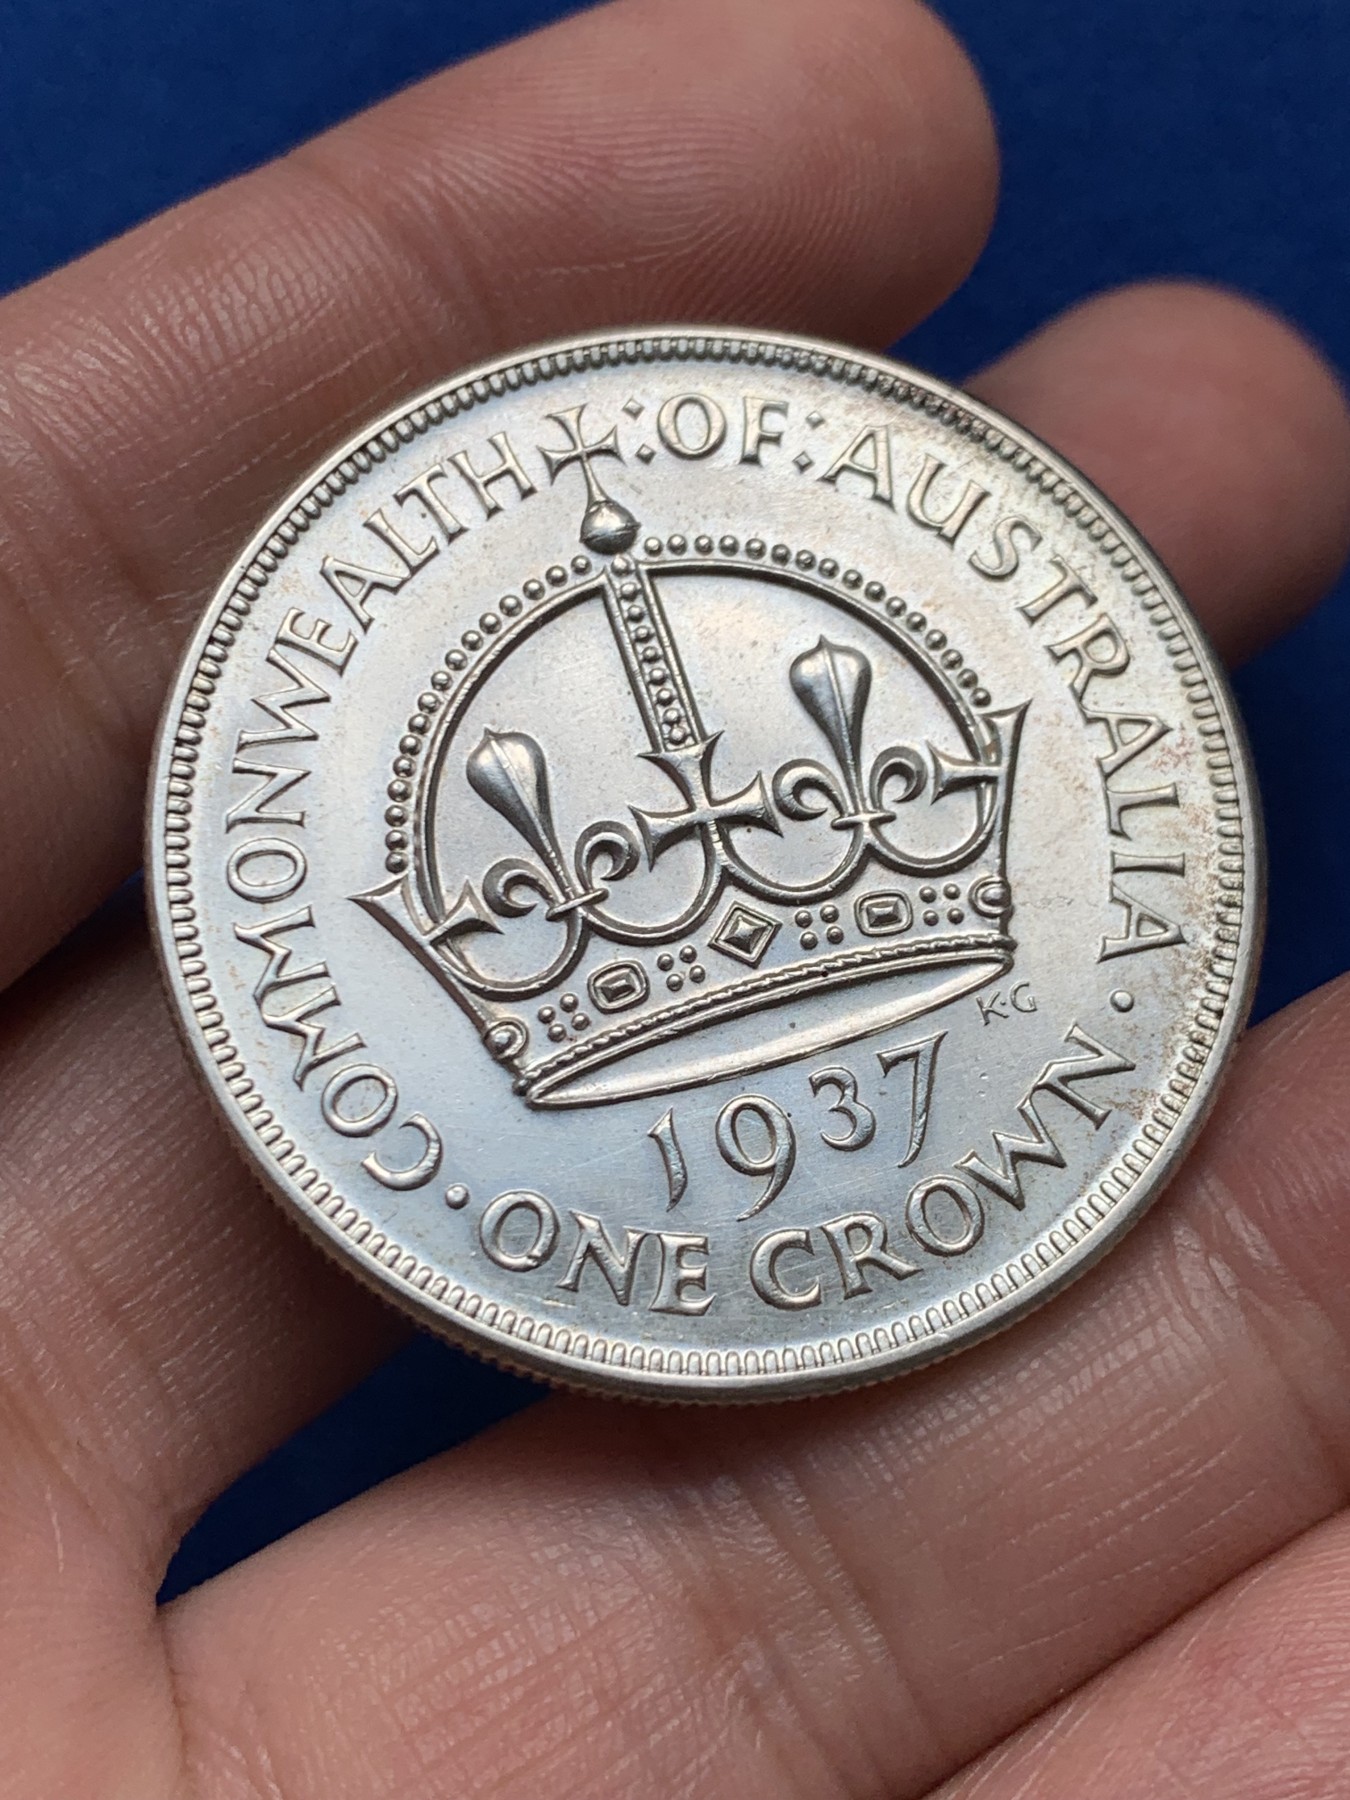 COMMONWEALTH : OF : AUSTRALIA
K·G
1937
· ONE CROWN ·